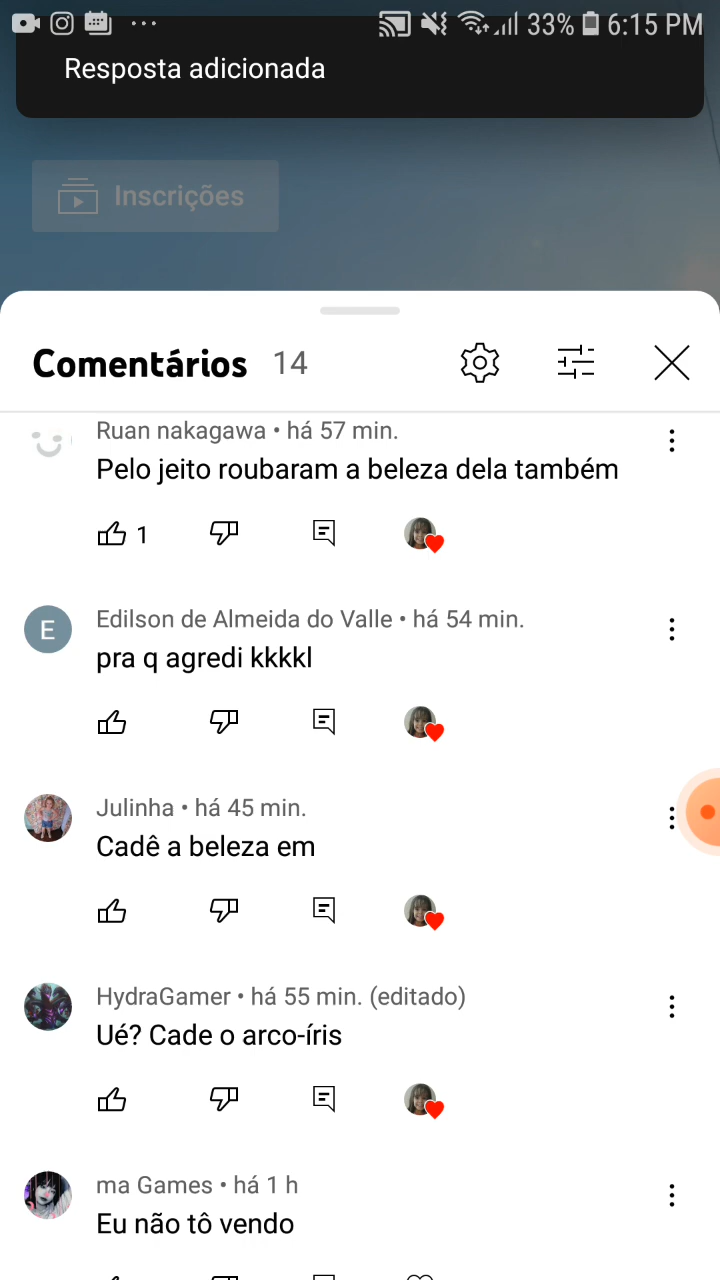 33% 6:15 PM
Resposta adicionada
Inscrições
Comentários 14
Ruan nakagawa • há 57 min.
Pelo jeito roubaram a beleza dela também
1
E
Edilson de Almeida do Valle • há 54 min.
pra q agredi kkkkl
Julinha • há 45 min.
Cadê a beleza em
HydraGamer • há 55 min. (editado)
Ué? Cade o arco-íris
ma Games • há 1 h
Eu não tô vendo